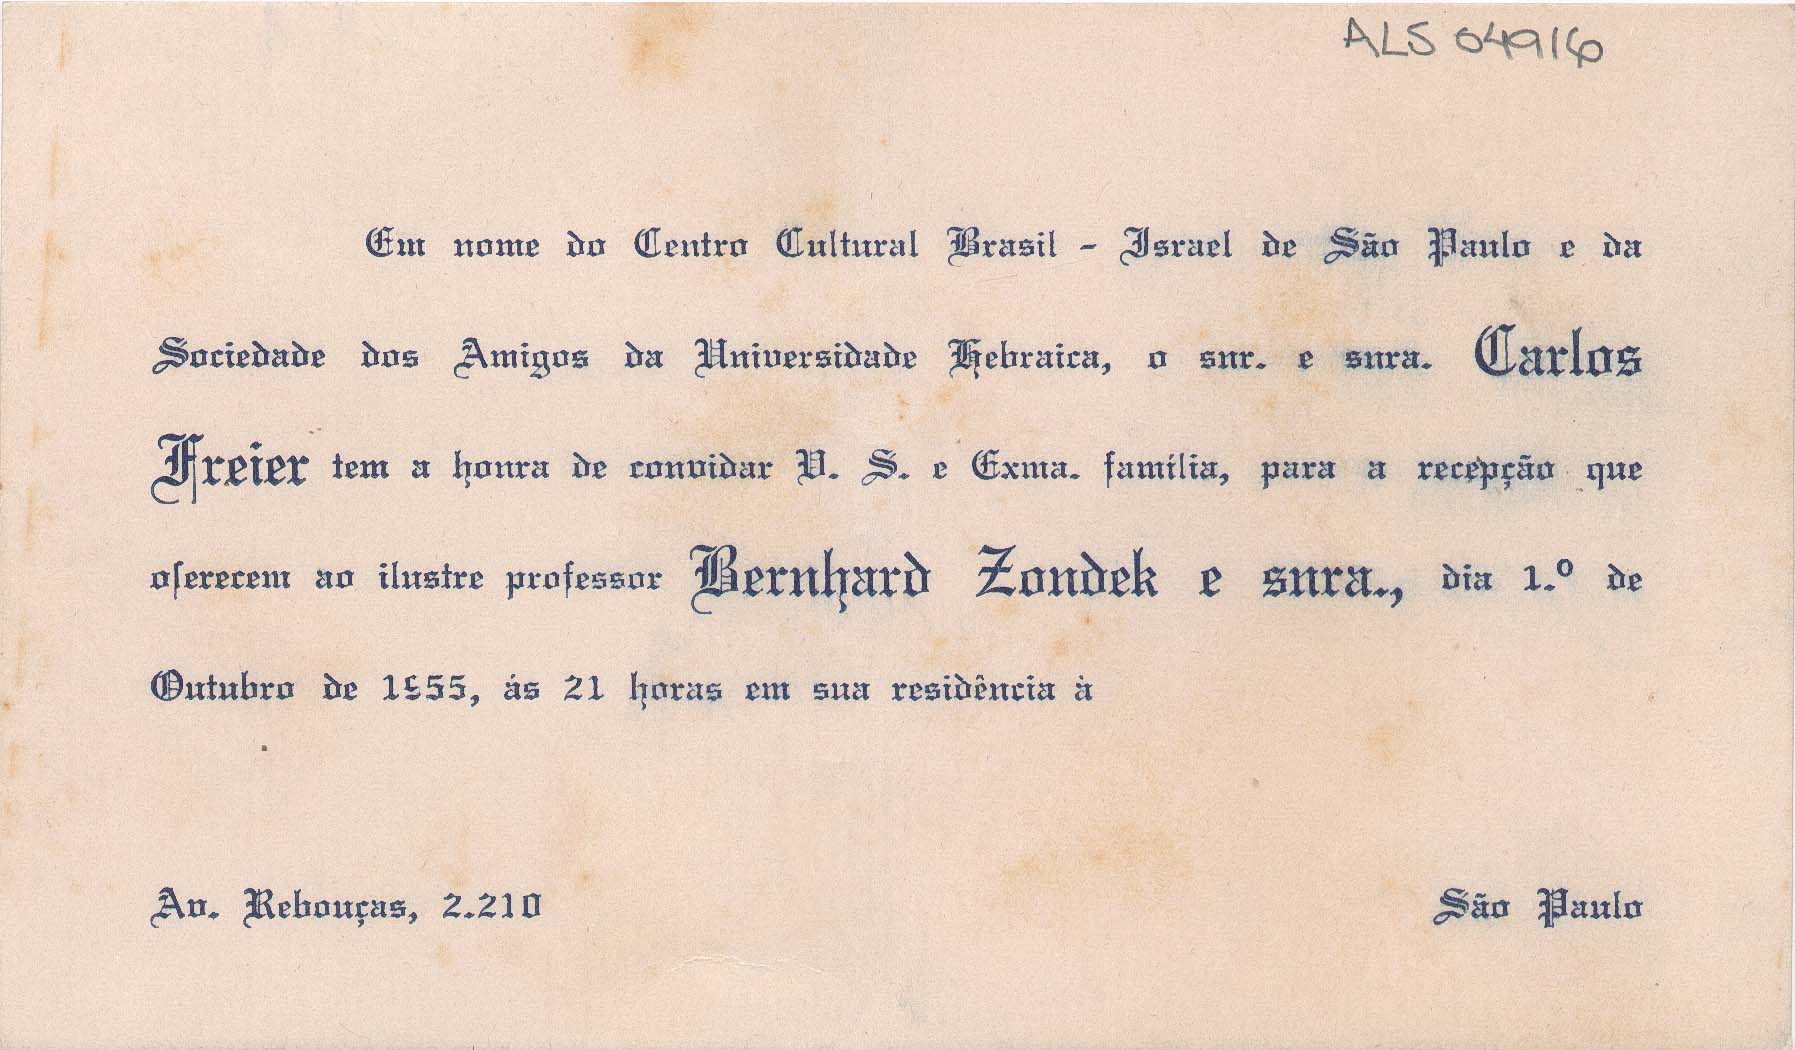 ALS 04916
Em nome do Centro Cultural Brasil - Israel de São Paulo e da
Sociedade dos Amigos da Universidade Hebraica, o snr. e snra. Carlos
Freier tem a honra de convidar V. S. e Exma. família, para a recepção que
oferecem ao ilustre professor Bernhard Zondek e snra., dia 1.º de
Outubro de 1955, ás 21 horas em sua residência à
Av. Rebouças, 2.210
São Paulo